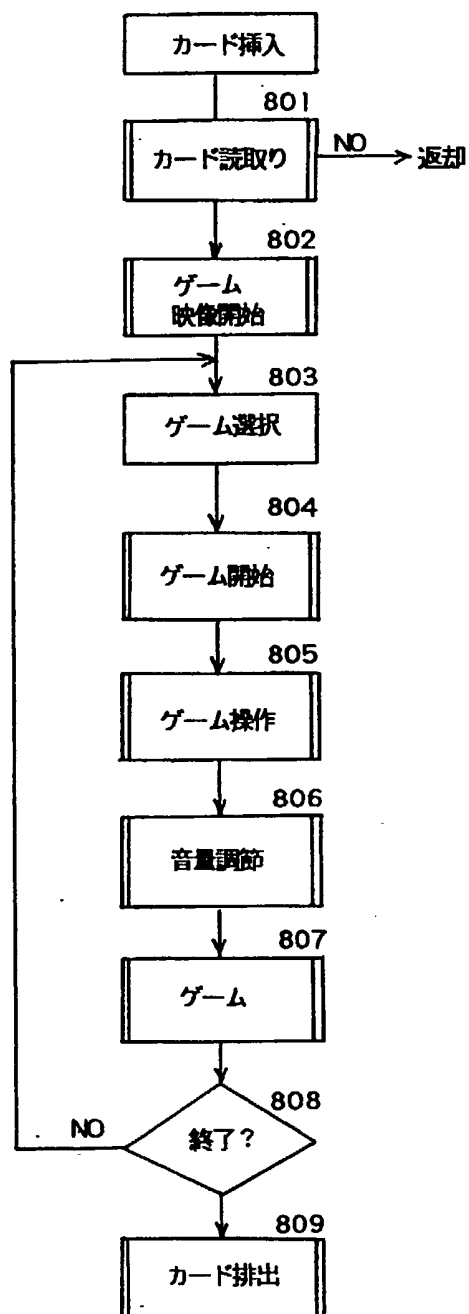 カード挿入
801
カード読取り
NO
返却
802
ゲーム
映像開始
803
ゲーム選択
804
ゲーム開始
805
ゲーム操作
806
音量調節
807
ゲーム
808
終了?
NO
809
カード排出